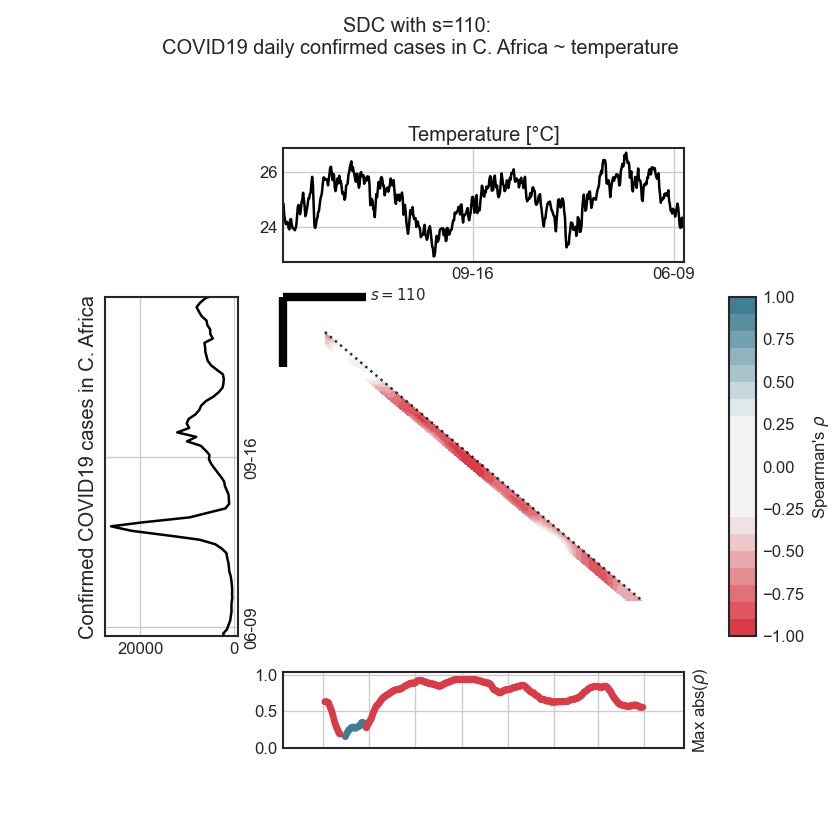 SDC with s=110:
COVID19 daily confirmed cases in C. Africa ~ temperature
Temperature [°C]
26
24
09-16
06-09
s = 110
Confirmed COVID19 cases in C. Africa
09-16
06-09
20000
0
1.00
0.75
0.50
0.25
0.00
−0.25
−0.50
−0.75
−1.00
Spearman's ρ
1.0
0.5
0.0
Max abs(ρ)